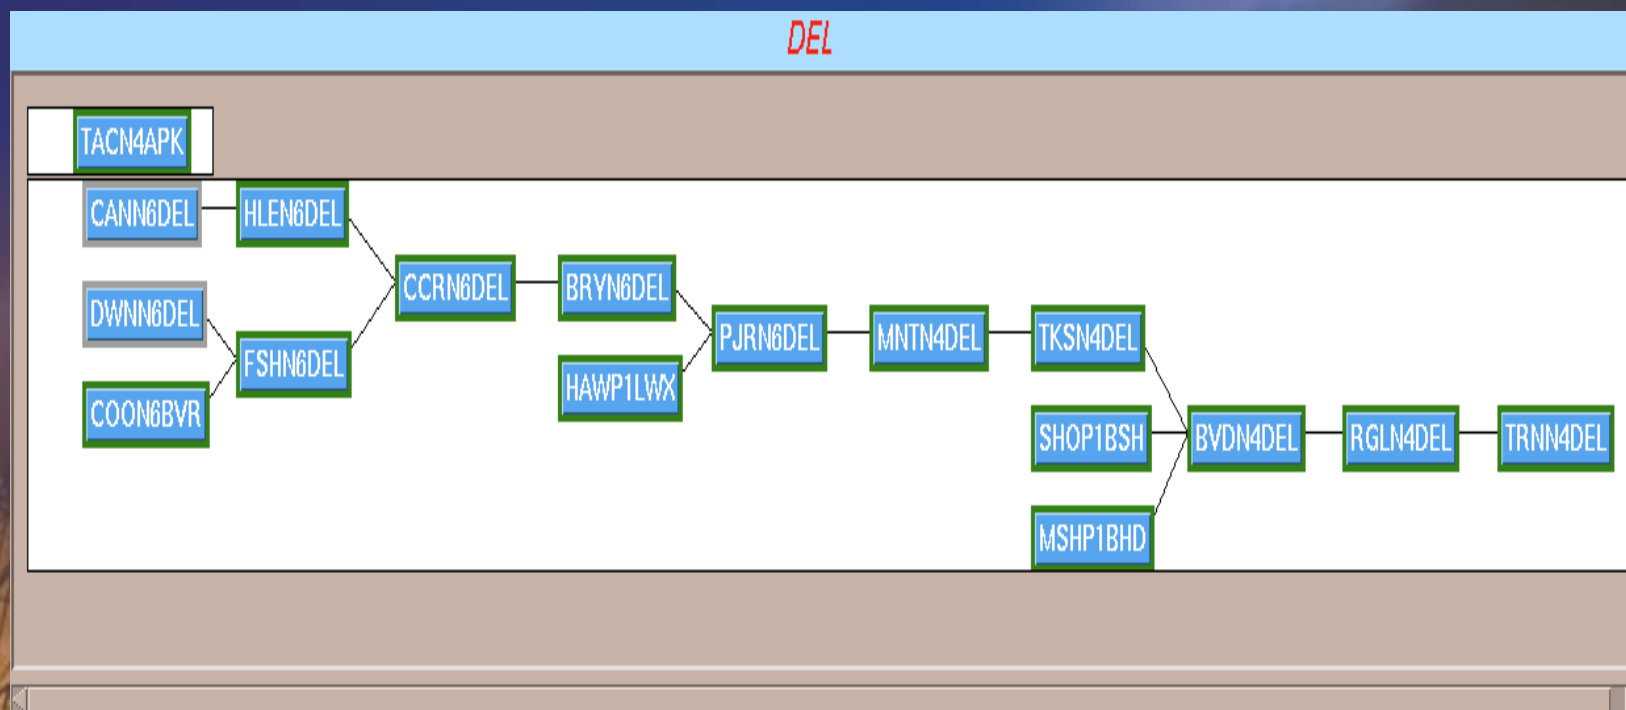 DEL
TACN4APK
CANN6DEL
HLEN6DEL
CCRN6DEL
BRYN6DEL
DWNN6DEL
FSHN6DEL
PJRN6DEL
MNTN4DEL
TKSN4DEL
HAWP1LWX
COON6BVR
SHOP1BSH
BVDN4DEL
RGLN4DEL
TRNN4DEL
MSHP1BHD